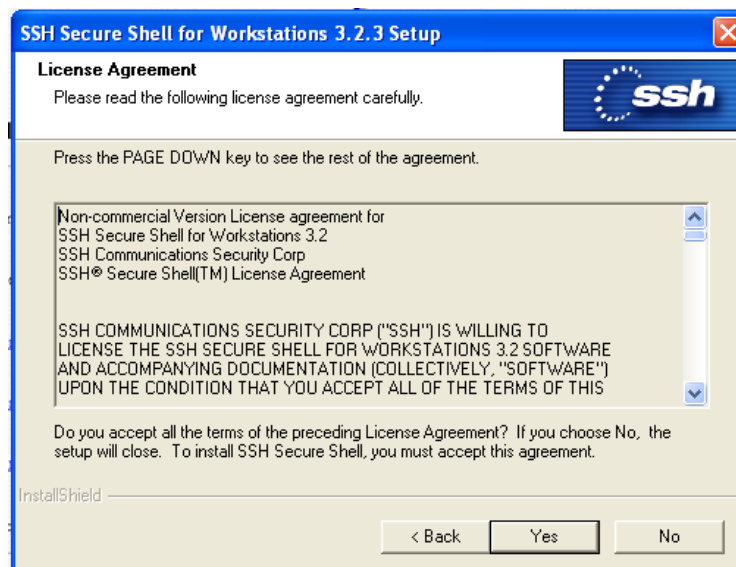 SSH Secure Shell for Workstations 3.2.3 Setup
License Agreement
Please read the following license agreement carefully.
ssh
Press the PAGE DOWN key to see the rest of the agreement.
Non-commercial Version License agreement for
SSH Secure Shell for Workstations 3.2
SSH Communications Security Corp
SSH® Secure Shell(TM) License Agreement
SSH COMMUNICATIONS SECURITY CORP ("SSH") IS WILLING TO
LICENSE THE SSH SECURE SHELL FOR WORKSTATIONS 3.2 SOFTWARE
AND ACCOMPANYING DOCUMENTATION (COLLECTIVELY, "SOFTWARE")
UPON THE CONDITION THAT YOU ACCEPT ALL OF THE TERMS OF THIS
Do you accept all the terms of the preceding License Agreement? If you choose No, the
setup will close. To install SSH Secure Shell, you must accept this agreement.
InstallShield
< Back Yes No